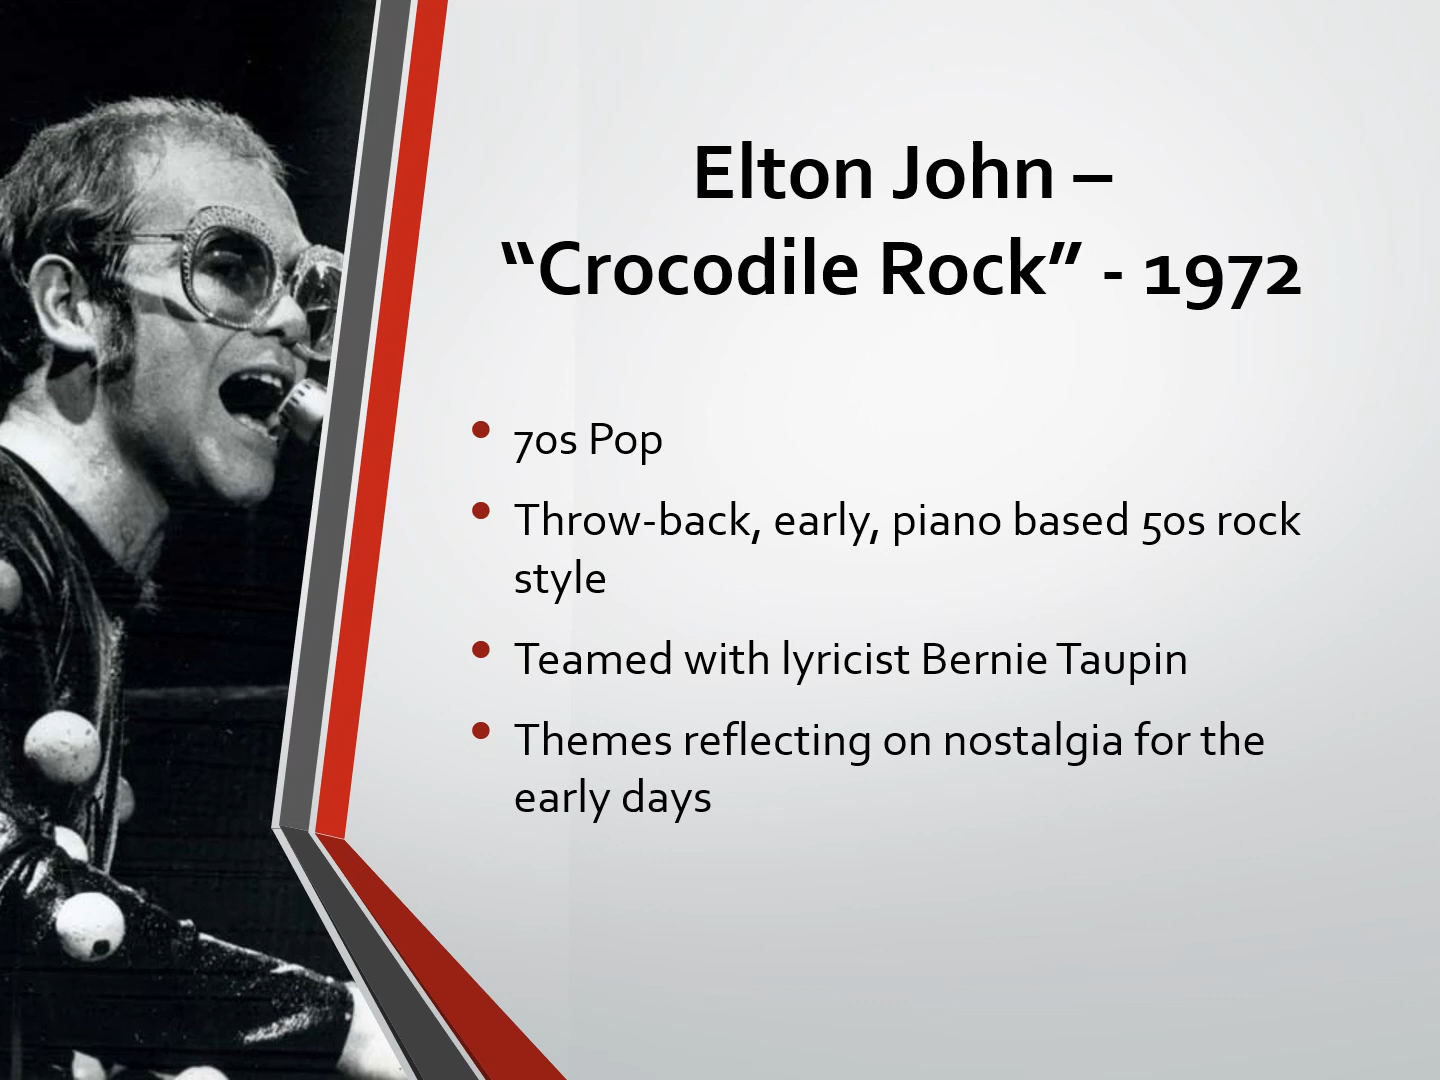 Elton John –
“Crocodile Rock” - 1972
• 70s Pop
• Throw-back, early, piano based 50s rock
style
• Teamed with lyricist Bernie Taupin
• Themes reflecting on nostalgia for the
early days